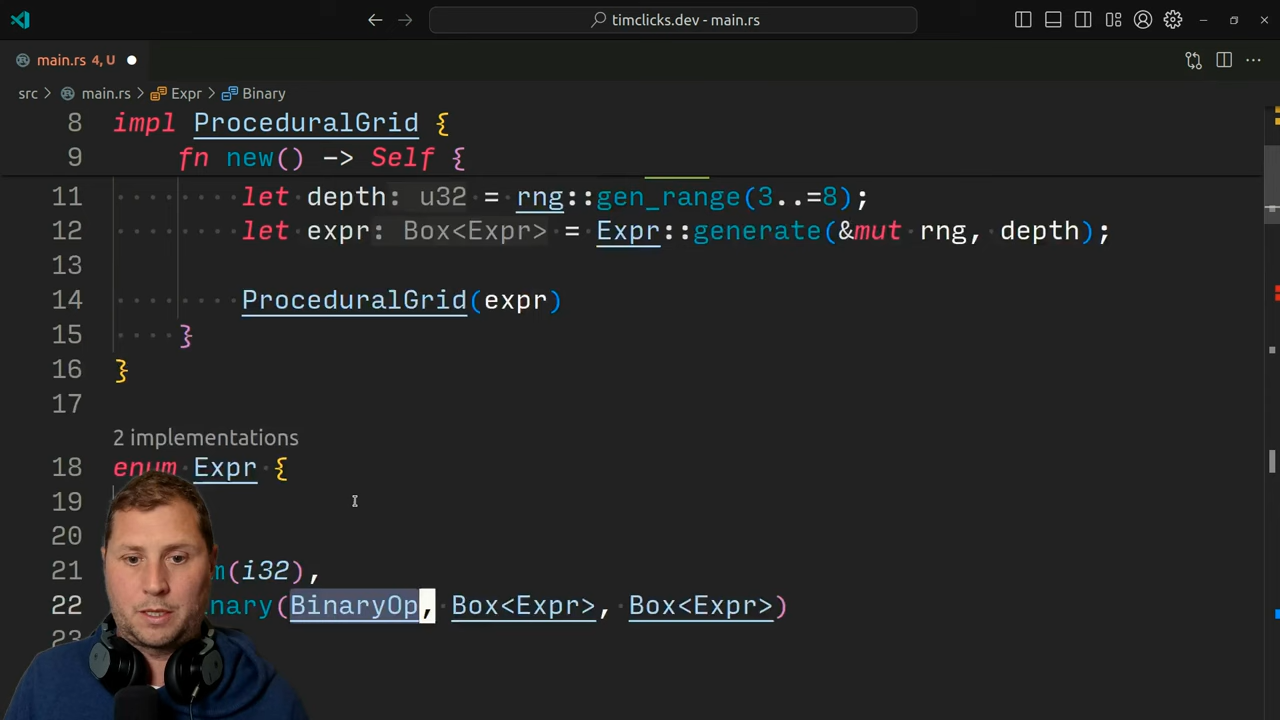 timclicks.dev - main.rs
main.rs 4, U
src > main.rs > Expr > Binary
8 impl ProceduralGrid {
9 fn new() -> Self {
11 let depth: u32 = rng::gen_range(3..=8);
12 let expr: Box<Expr> = Expr::generate(&mut rng, depth);
13
14 ProceduralGrid(expr)
15 }
16 }
17
2 implementations
18 enum Expr {
19
20
21 m(i32),
22 nary(BinaryOp, Box<Expr>, Box<Expr>)
23